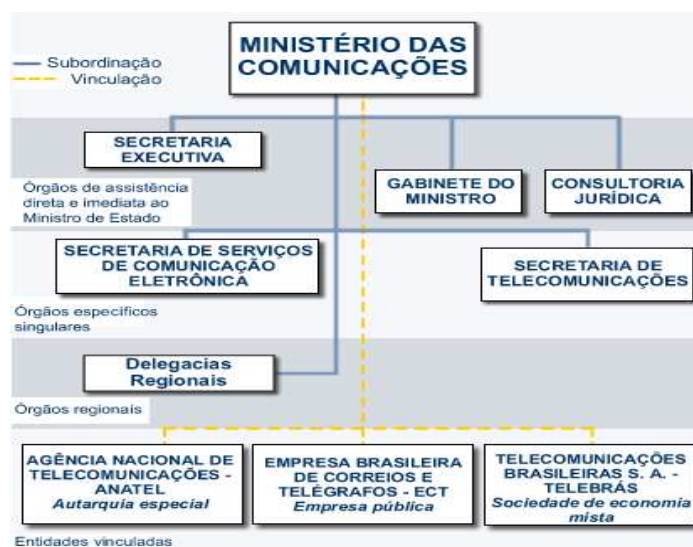 MINISTÉRIO DAS
COMUNICAÇÕES
Subordinação
Vinculação
SECRETARIA
EXECUTIVA
GABINETE DO
MINISTRO
CONSULTORIA
JURÍDICA
Órgãos de assistência
direta e imediata ao
Ministro de Estado
SECRETARIA DE SERVIÇOS
DE COMUNICAÇÃO
ELETRÔNICA
SECRETARIA DE
TELECOMUNICAÇÕES
Órgãos específicos
singulares
Delegacias
Regionais
Órgãos regionais
AGÊNCIA NACIONAL DE
TELECOMUNICAÇÕES -
ANATEL
Autarquia especial
EMPRESA BRASILEIRA
DE CORREIOS E
TELÉGRAFOS - ECT
Empresa pública
TELECOMUNICAÇÕES
BRASILEIRAS S. A. -
TELEBRÁS
Sociedade de economia
mista
Entidades vinculadas